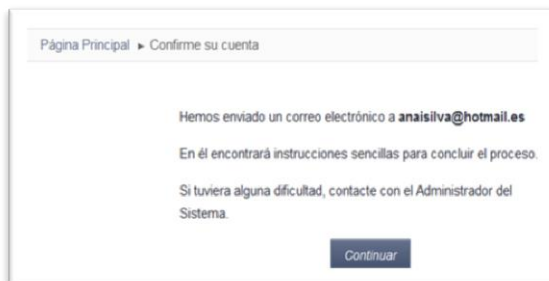 Página Principal ► Confirme su cuenta
Hemos enviado un correo electrónico a anaisilva@hotmail.es
En él encontrará instrucciones sencillas para concluir el proceso.
Si tuviera alguna dificultad, contacte con el Administrador del
Sistema.
Continuar